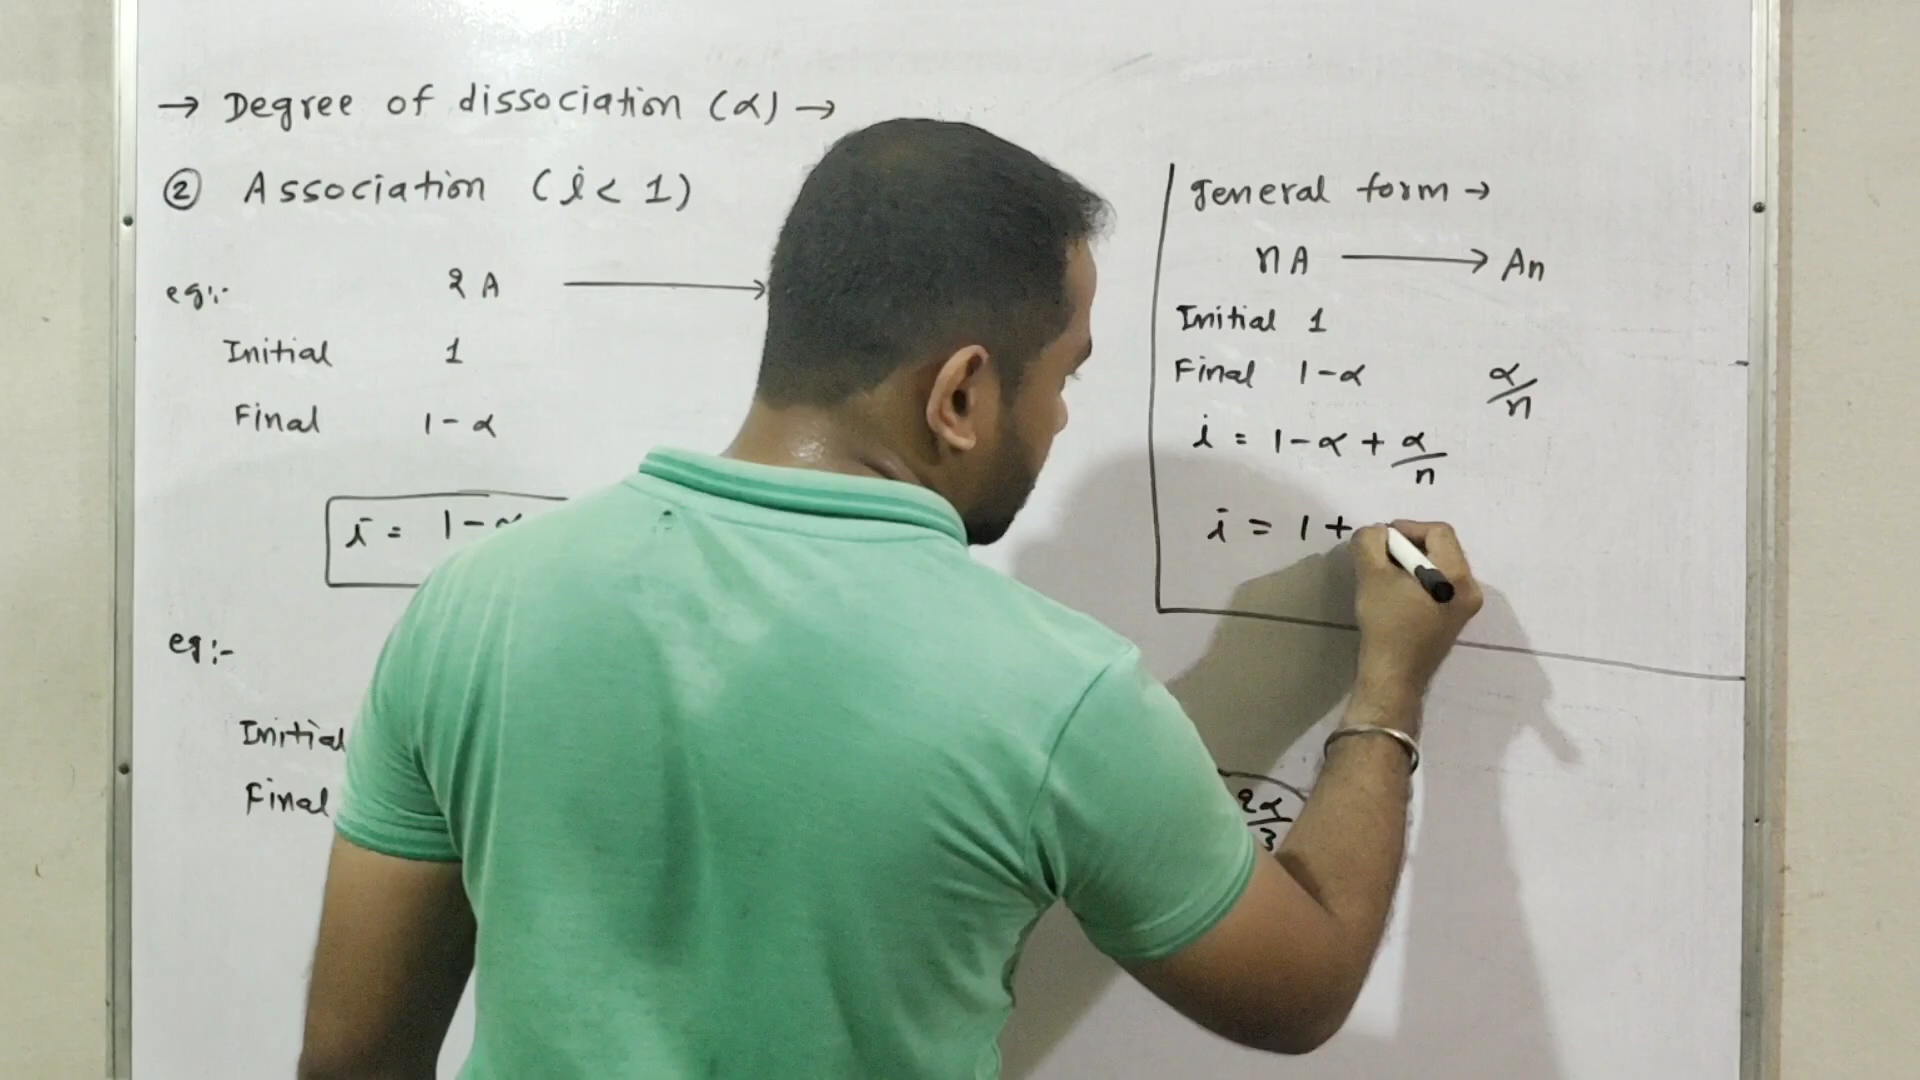 → Degree of dissociation (α) →
② Association (i < 1)
eg:- 2 A ⟶
Initial 1
Final 1 - α
i = 1 - α
eg:-
Initial
Final
2α/3
General form →
nA ⟶ An
Initial 1
Final 1 - α α/n
i = 1 - α + α/n
i = 1 +